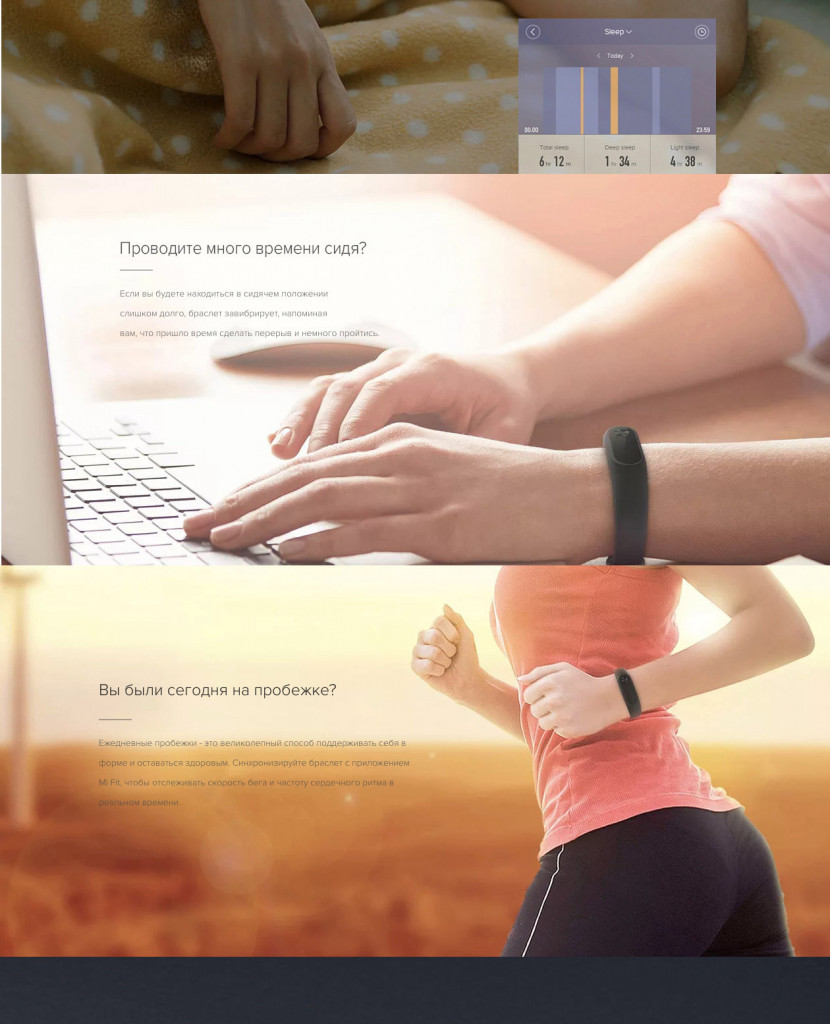 Sleep
Today
00.00
23.59
Total sleep
Deep sleep
Light sleep
6 hr 12 m
1 hr 34 m
4 hr 38 m
Проводите много времени сидя?
Если вы будете находиться в сидячем положении
слишком долго, браслет завибрирует, напоминая
вам, что пришло время сделать перерыв и немного пройтись.
Вы были сегодня на пробежке?
Ежедневные пробежки - это великолепный способ поддерживать себя в
форме и оставаться здоровым. Синхронизируйте браслет с приложением
Mi Fit, чтобы отслеживать скорость бега и частоту сердечного ритма в
реальном времени.